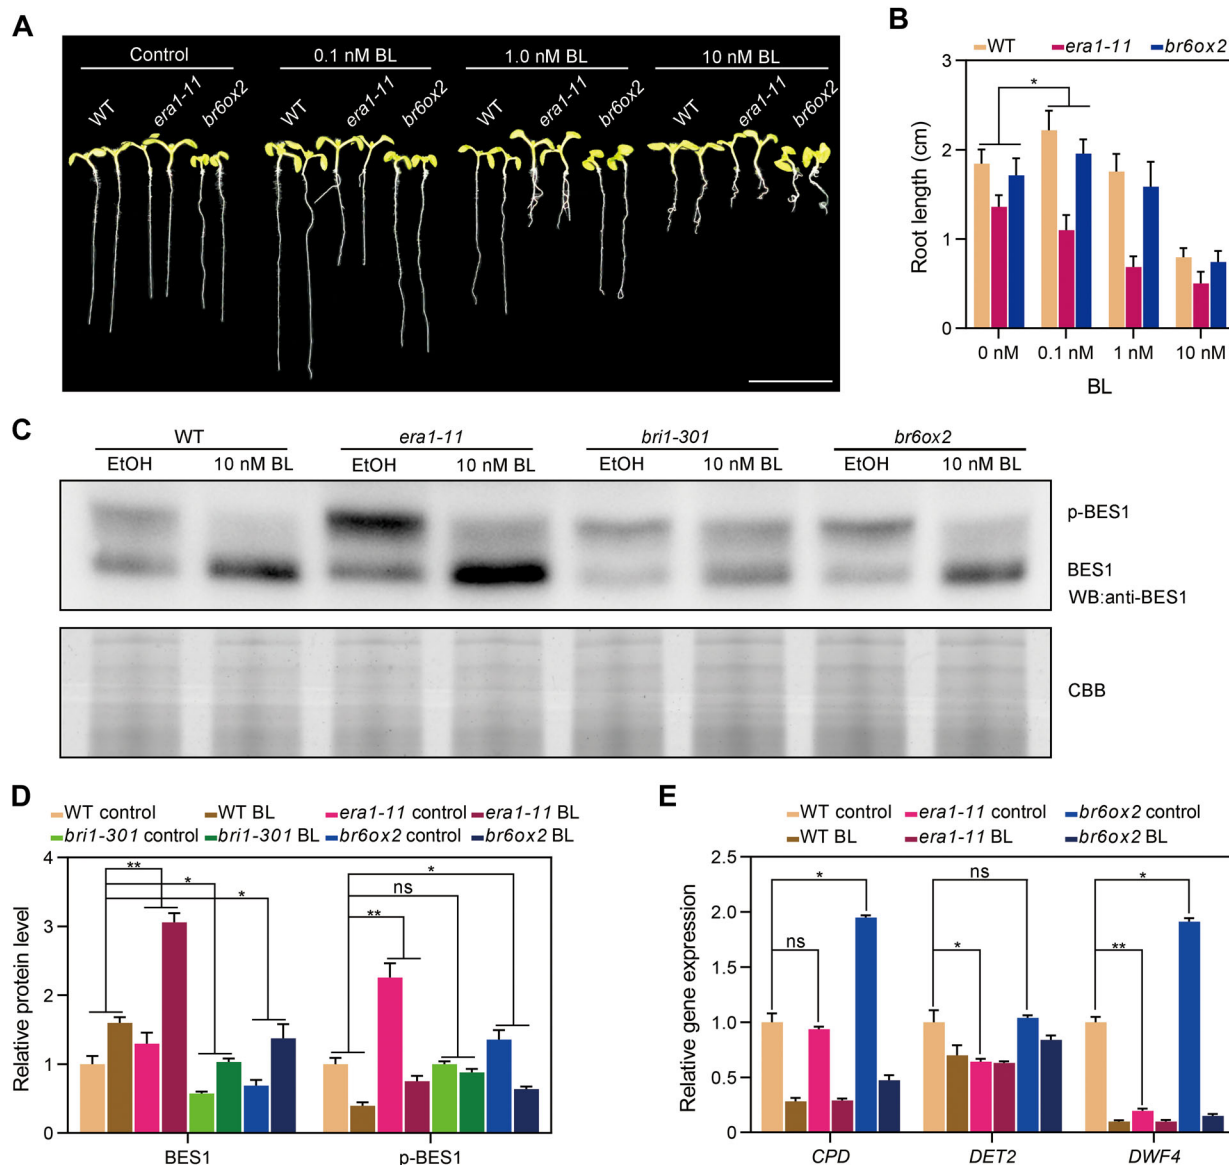 A
Control
0.1 nM BL
1.0 nM BL
10 nM BL
WT
era1-11
br6ox2
WT
era1-11
br6ox2
WT
era1-11
br6ox2
WT
era1-11
br6ox2
B
WT era1-11 br6ox2
3
2
1
0
Root length (cm)
0 nM 0.1 nM 1 nM 10 nM
BL
*
C
WT era1-11 bri1-301 br6ox2
EtOH 10 nM BL EtOH 10 nM BL EtOH 10 nM BL EtOH 10 nM BL
p-BES1
BES1
WB:anti-BES1
CBB
D
WT control WT BL era1-11 control era1-11 BL
bri1-301 control bri1-301 BL br6ox2 control br6ox2 BL
4
3
2
1
0
Relative protein level
**
*
*
*
ns
**
BES1 p-BES1
E
WT control era1-11 control br6ox2 control
WT BL era1-11 BL br6ox2 BL
2.5
2.0
1.5
1.0
0.5
0
Relative gene expression
*
ns
ns
*
*
**
CPD DET2 DWF4